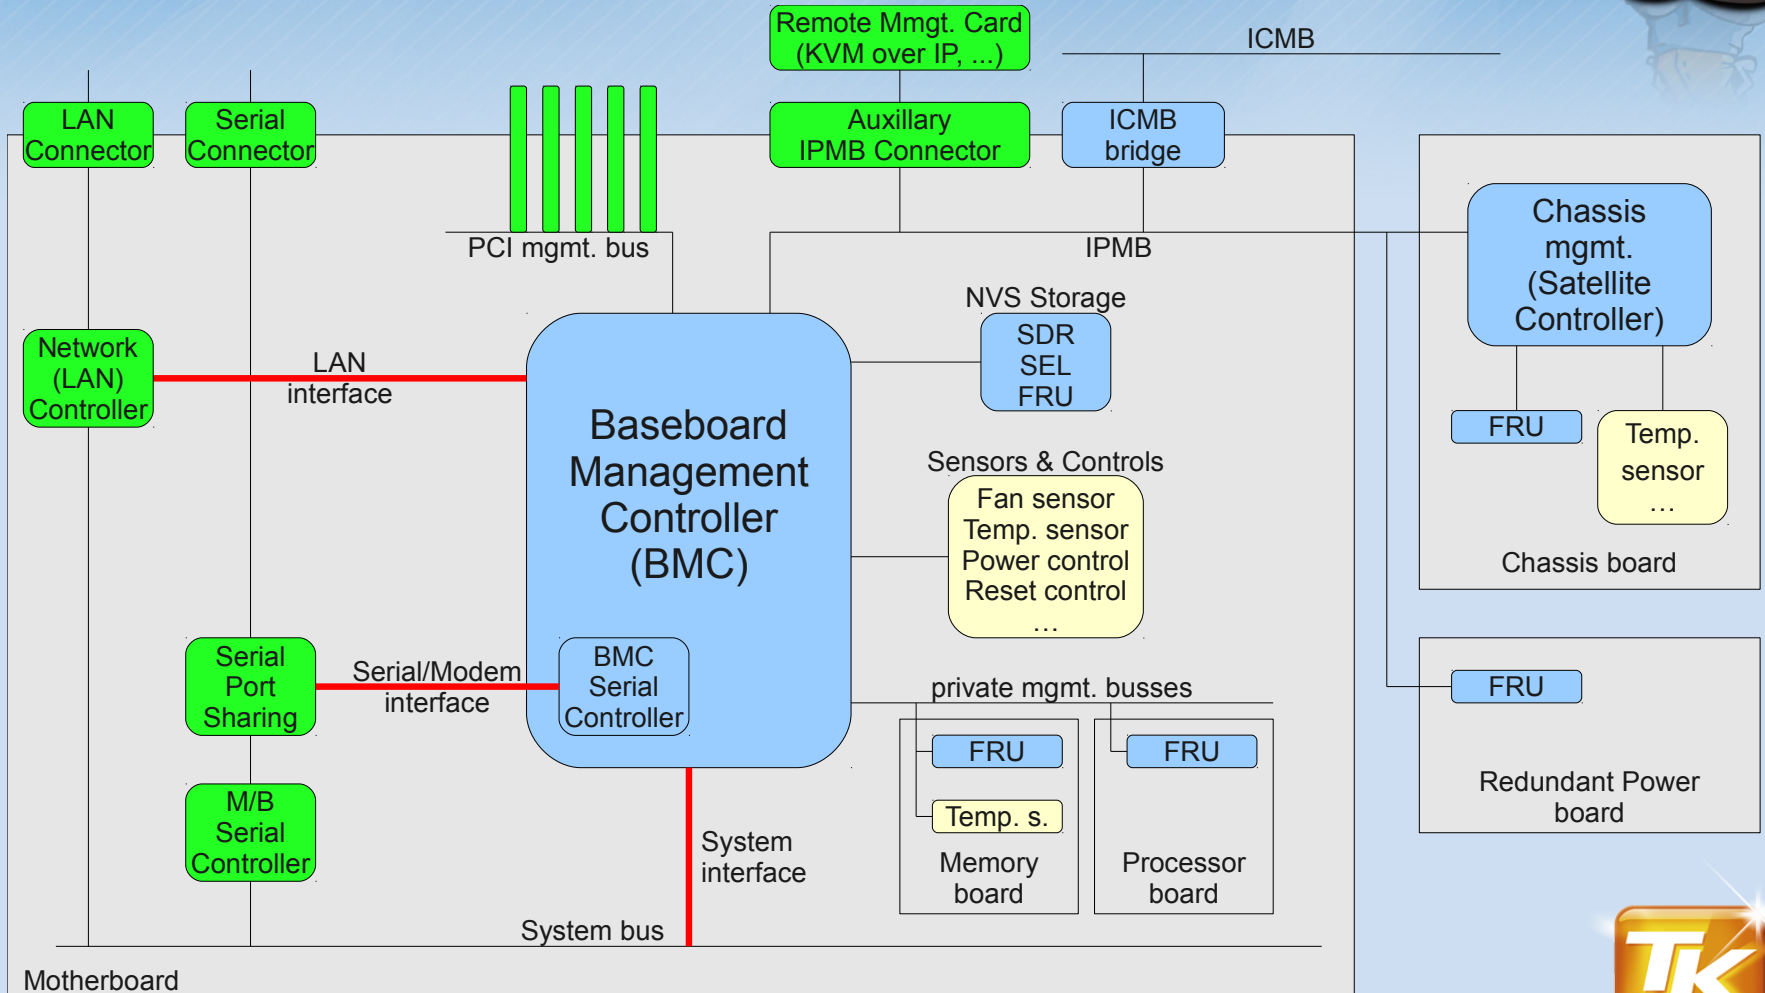 Remote Mmgt. Card
(KVM over IP, ...)
ICMB
LAN
Connector
Serial
Connector
Auxillary
IPMB Connector
ICMB
bridge
PCI mgmt. bus
IPMB
Chassis
mgmt.
(Satellite
Controller)
NVS Storage
SDR
SEL
FRU
Network
(LAN)
Controller
LAN
interface
Baseboard
Management
Controller
(BMC)
FRU
Temp.
sensor
...
Chassis board
Sensors & Controls
Fan sensor
Temp. sensor
Power control
Reset control
...
Serial
Port
Sharing
Serial/Modem
interface
BMC
Serial
Controller
private mgmt. busses
FRU
Temp. s.
Memory
board
FRU
Processor
board
FRU
Redundant Power
board
M/B
Serial
Controller
System
interface
System bus
Motherboard
TK